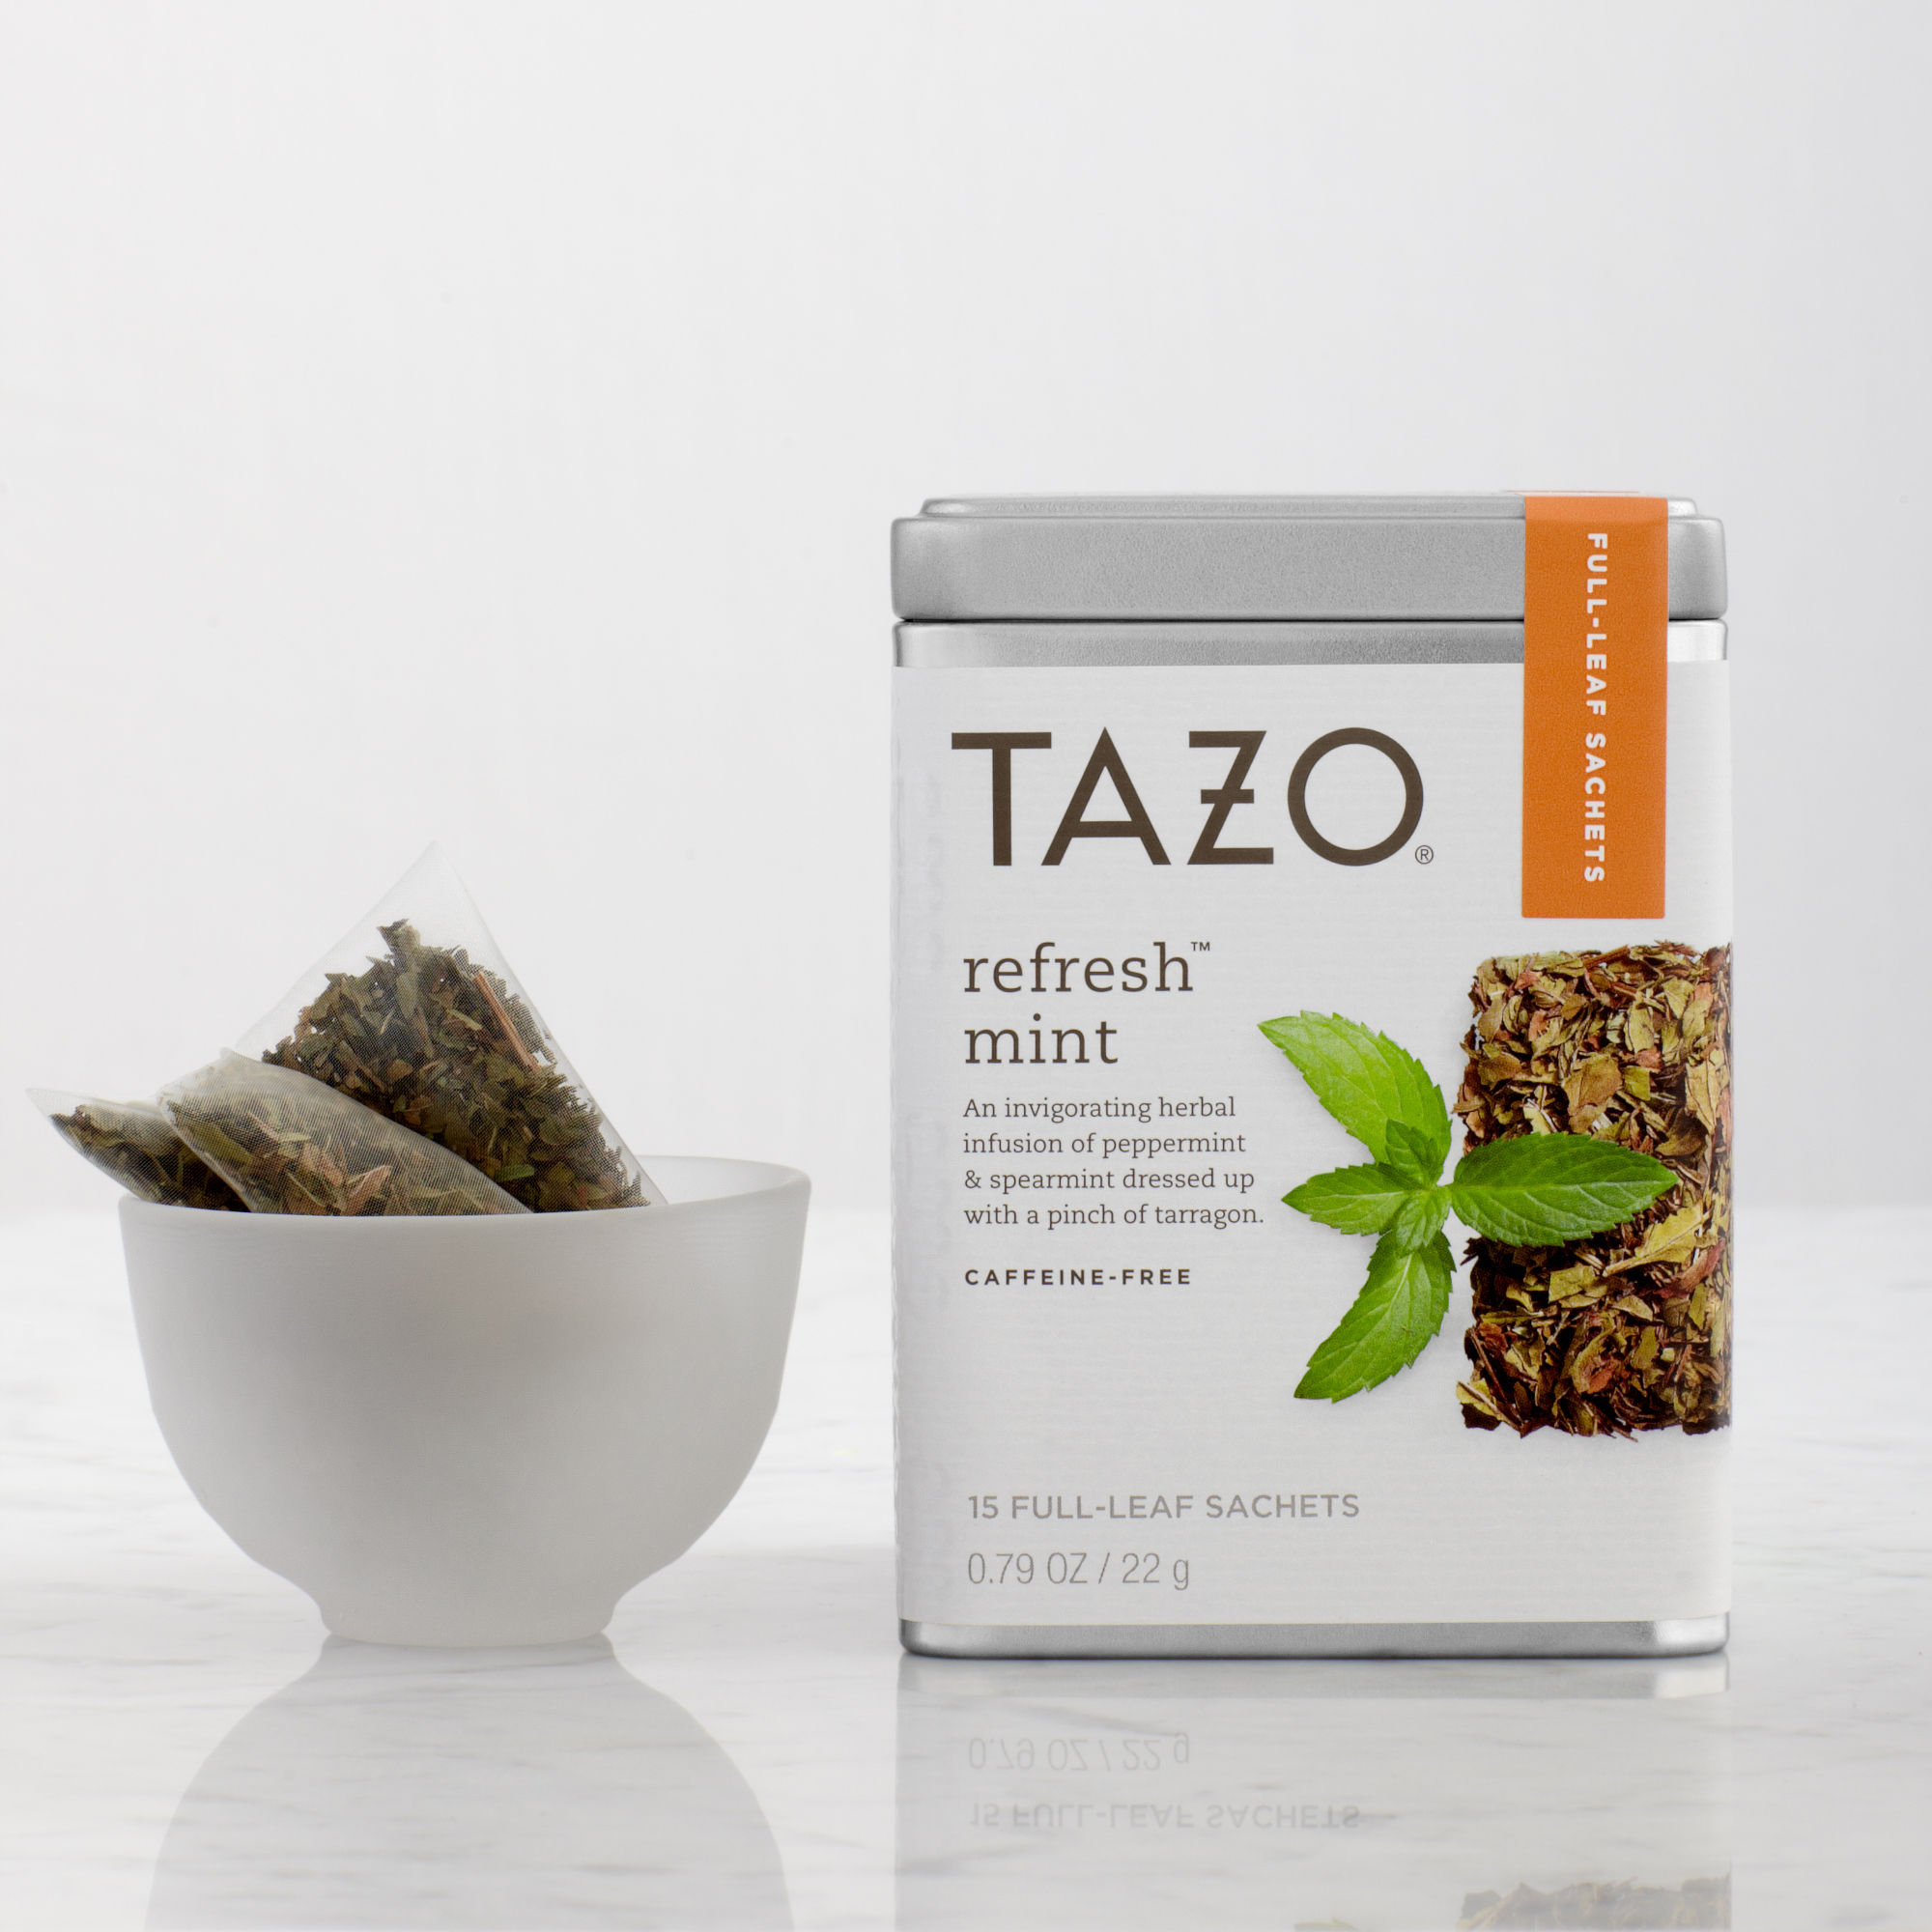 FULL-LEAF SACHETS
TAZO®
refresh™
mint
An invigorating herbal
infusion of peppermint
& spearmint dressed up
with a pinch of tarragon.
CAFFEINE-FREE
15 FULL-LEAF SACHETS
0.79 OZ / 22 g